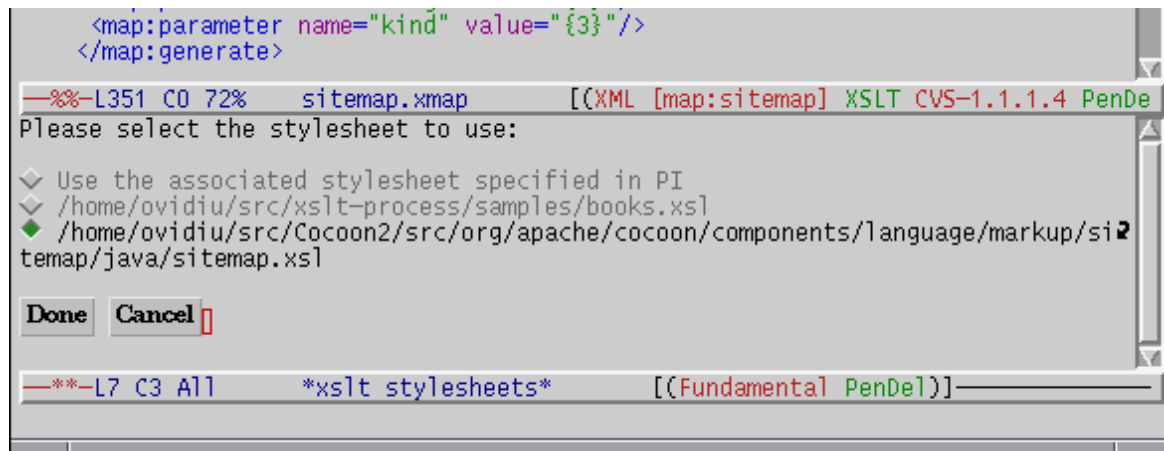 <map:parameter name="kind" value="{3}"/>
</map:generate>
—%%—L351 C0 72% sitemap.xmap [(XML [map:sitemap] XSLT CVS—1.1.1.4 PenDe
Please select the stylesheet to use:
Use the associated stylesheet specified in PI
/home/ovidiu/src/xslt—process/samples/books.xsl
/home/ovidiu/src/Cocoon2/src/org/apache/cocoon/components/language/markup/si
temap/java/sitemap.xsl
Done Cancel
—**—L7 C3 All *xslt stylesheets* [(Fundamental PenDel)]—